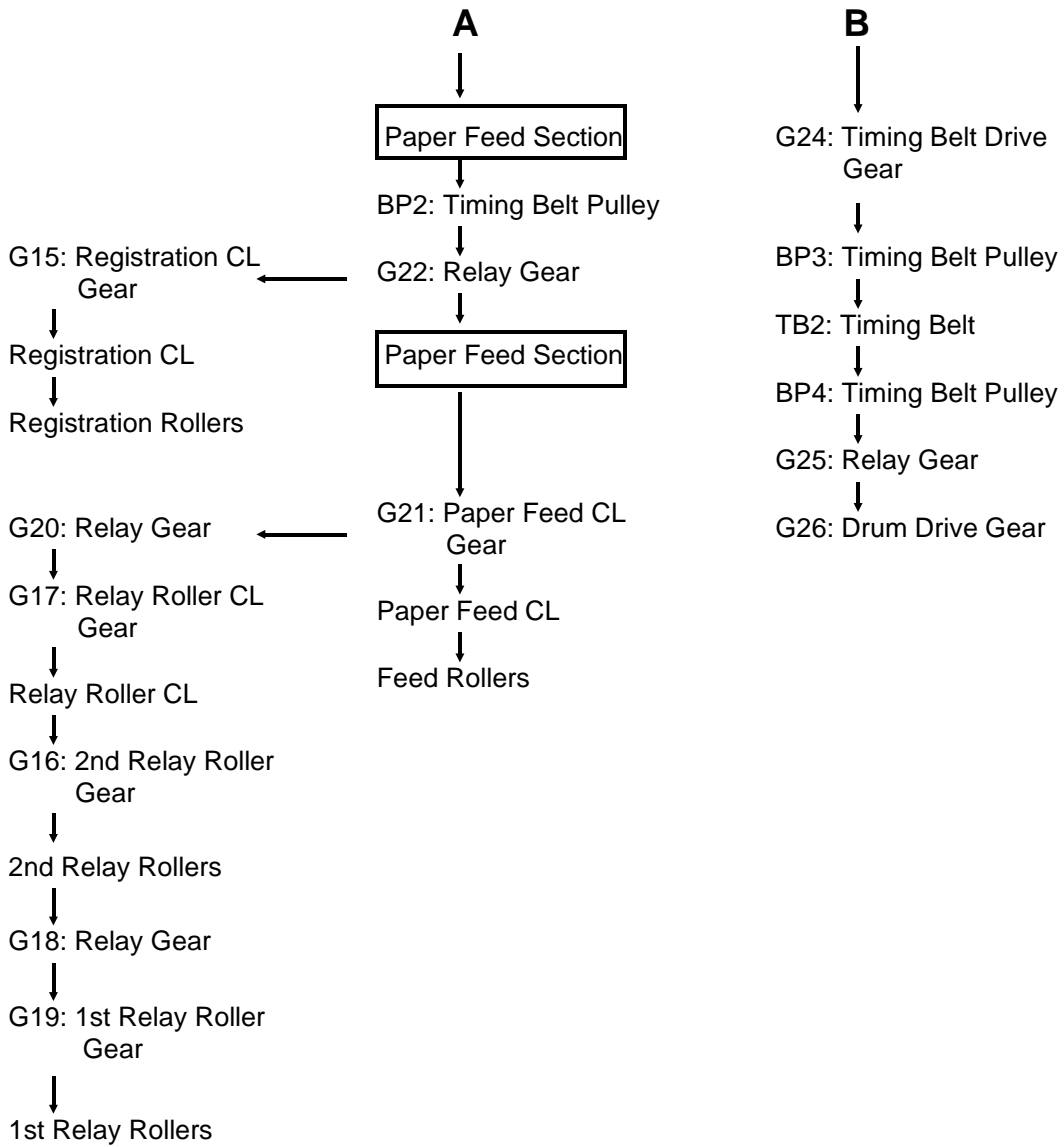 A
Paper Feed Section
BP2: Timing Belt Pulley
G22: Relay Gear
Paper Feed Section
G21: Paper Feed CL
Gear
Paper Feed CL
Feed Rollers
G15: Registration CL
Gear
Registration CL
Registration Rollers
G20: Relay Gear
G17: Relay Roller CL
Gear
Relay Roller CL
G16: 2nd Relay Roller
Gear
2nd Relay Rollers
G18: Relay Gear
G19: 1st Relay Roller
Gear
1st Relay Rollers
B
G24: Timing Belt Drive
Gear
BP3: Timing Belt Pulley
TB2: Timing Belt
BP4: Timing Belt Pulley
G25: Relay Gear
G26: Drum Drive Gear